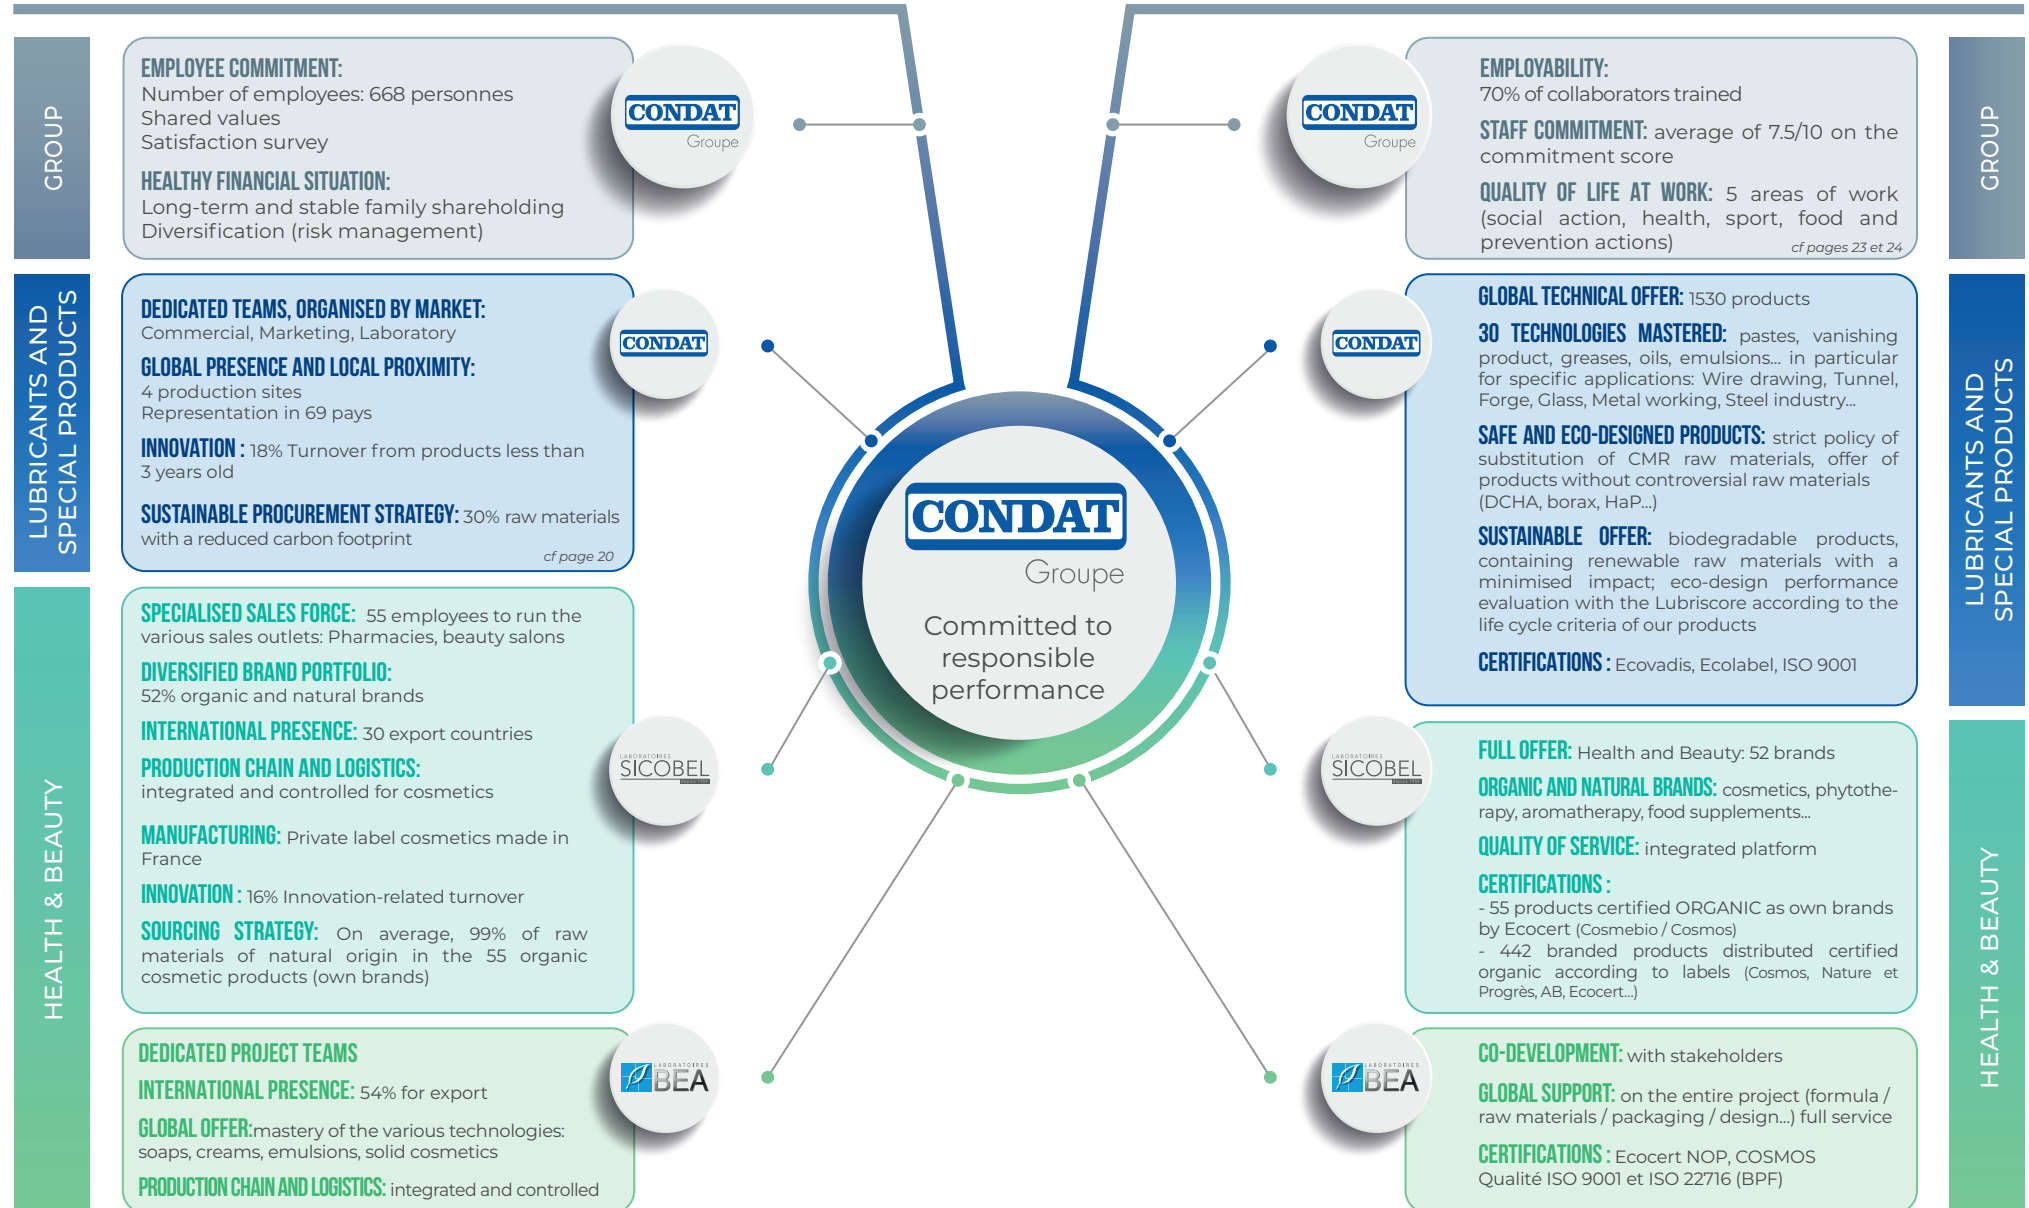 GROUP
EMPLOYEE COMMITMENT:
Number of employees: 668 personnes
Shared values
Satisfaction survey
HEALTHY FINANCIAL SITUATION:
Long-term and stable family shareholding
Diversification (risk management)
CONDAT
Groupe
LUBRICANTS AND
SPECIAL PRODUCTS
DEDICATED TEAMS, ORGANISED BY MARKET:
Commercial, Marketing, Laboratory
GLOBAL PRESENCE AND LOCAL PROXIMITY:
4 production sites
Representation in 69 pays
INNOVATION : 18% Turnover from products less than
3 years old
SUSTAINABLE PROCUREMENT STRATEGY: 30% raw materials
with a reduced carbon footprint
cf page 20
CONDAT
HEALTH & BEAUTY
SPECIALISED SALES FORCE: 55 employees to run the
various sales outlets: Pharmacies, beauty salons
DIVERSIFIED BRAND PORTFOLIO:
52% organic and natural brands
INTERNATIONAL PRESENCE: 30 export countries
PRODUCTION CHAIN AND LOGISTICS:
integrated and controlled for cosmetics
MANUFACTURING: Private label cosmetics made in
France
INNOVATION : 16% Innovation-related turnover
SOURCING STRATEGY: On average, 99% of raw
materials of natural origin in the 55 organic
cosmetic products (own brands)
LABORATOIRES
SICOBEL
DEDICATED PROJECT TEAMS
INTERNATIONAL PRESENCE: 54% for export
GLOBAL OFFER:mastery of the various technologies:
soaps, creams, emulsions, solid cosmetics
PRODUCTION CHAIN AND LOGISTICS: integrated and controlled
LABORATOIRES
BEA
CONDAT
Groupe
Committed to
responsible
performance
CONDAT
Groupe
EMPLOYABILITY:
70% of collaborators trained
STAFF COMMITMENT: average of 7.5/10 on the
commitment score
QUALITY OF LIFE AT WORK: 5 areas of work
(social action, health, sport, food and
prevention actions)
cf pages 23 et 24
GROUP
CONDAT
GLOBAL TECHNICAL OFFER: 1530 products
30 TECHNOLOGIES MASTERED: pastes, vanishing
product, greases, oils, emulsions... in particular
for specific applications: Wire drawing, Tunnel,
Forge, Glass, Metal working, Steel industry...
SAFE AND ECO-DESIGNED PRODUCTS: strict policy of
substitution of CMR raw materials, offer of
products without controversial raw materials
(DCHA, borax, HaP...)
SUSTAINABLE OFFER: biodegradable products,
containing renewable raw materials with a
minimised impact; eco-design performance
evaluation with the Lubriscore according to the
life cycle criteria of our products
CERTIFICATIONS : Ecovadis, Ecolabel, ISO 9001
LUBRICANTS AND
SPECIAL PRODUCTS
LABORATOIRES
SICOBEL
FULL OFFER: Health and Beauty: 52 brands
ORGANIC AND NATURAL BRANDS: cosmetics, phytothe-
rapy, aromatherapy, food supplements...
QUALITY OF SERVICE: integrated platform
CERTIFICATIONS :
- 55 products certified ORGANIC as own brands
by Ecocert (Cosmebio / Cosmos)
- 442 branded products distributed certified
organic according to labels (Cosmos, Nature et
Progrès, AB, Ecocert...)
LABORATOIRES
BEA
CO-DEVELOPMENT: with stakeholders
GLOBAL SUPPORT: on the entire project (formula /
raw materials / packaging / design...) full service
CERTIFICATIONS : Ecocert NOP, COSMOS
Qualité ISO 9001 et ISO 22716 (BPF)
HEALTH & BEAUTY